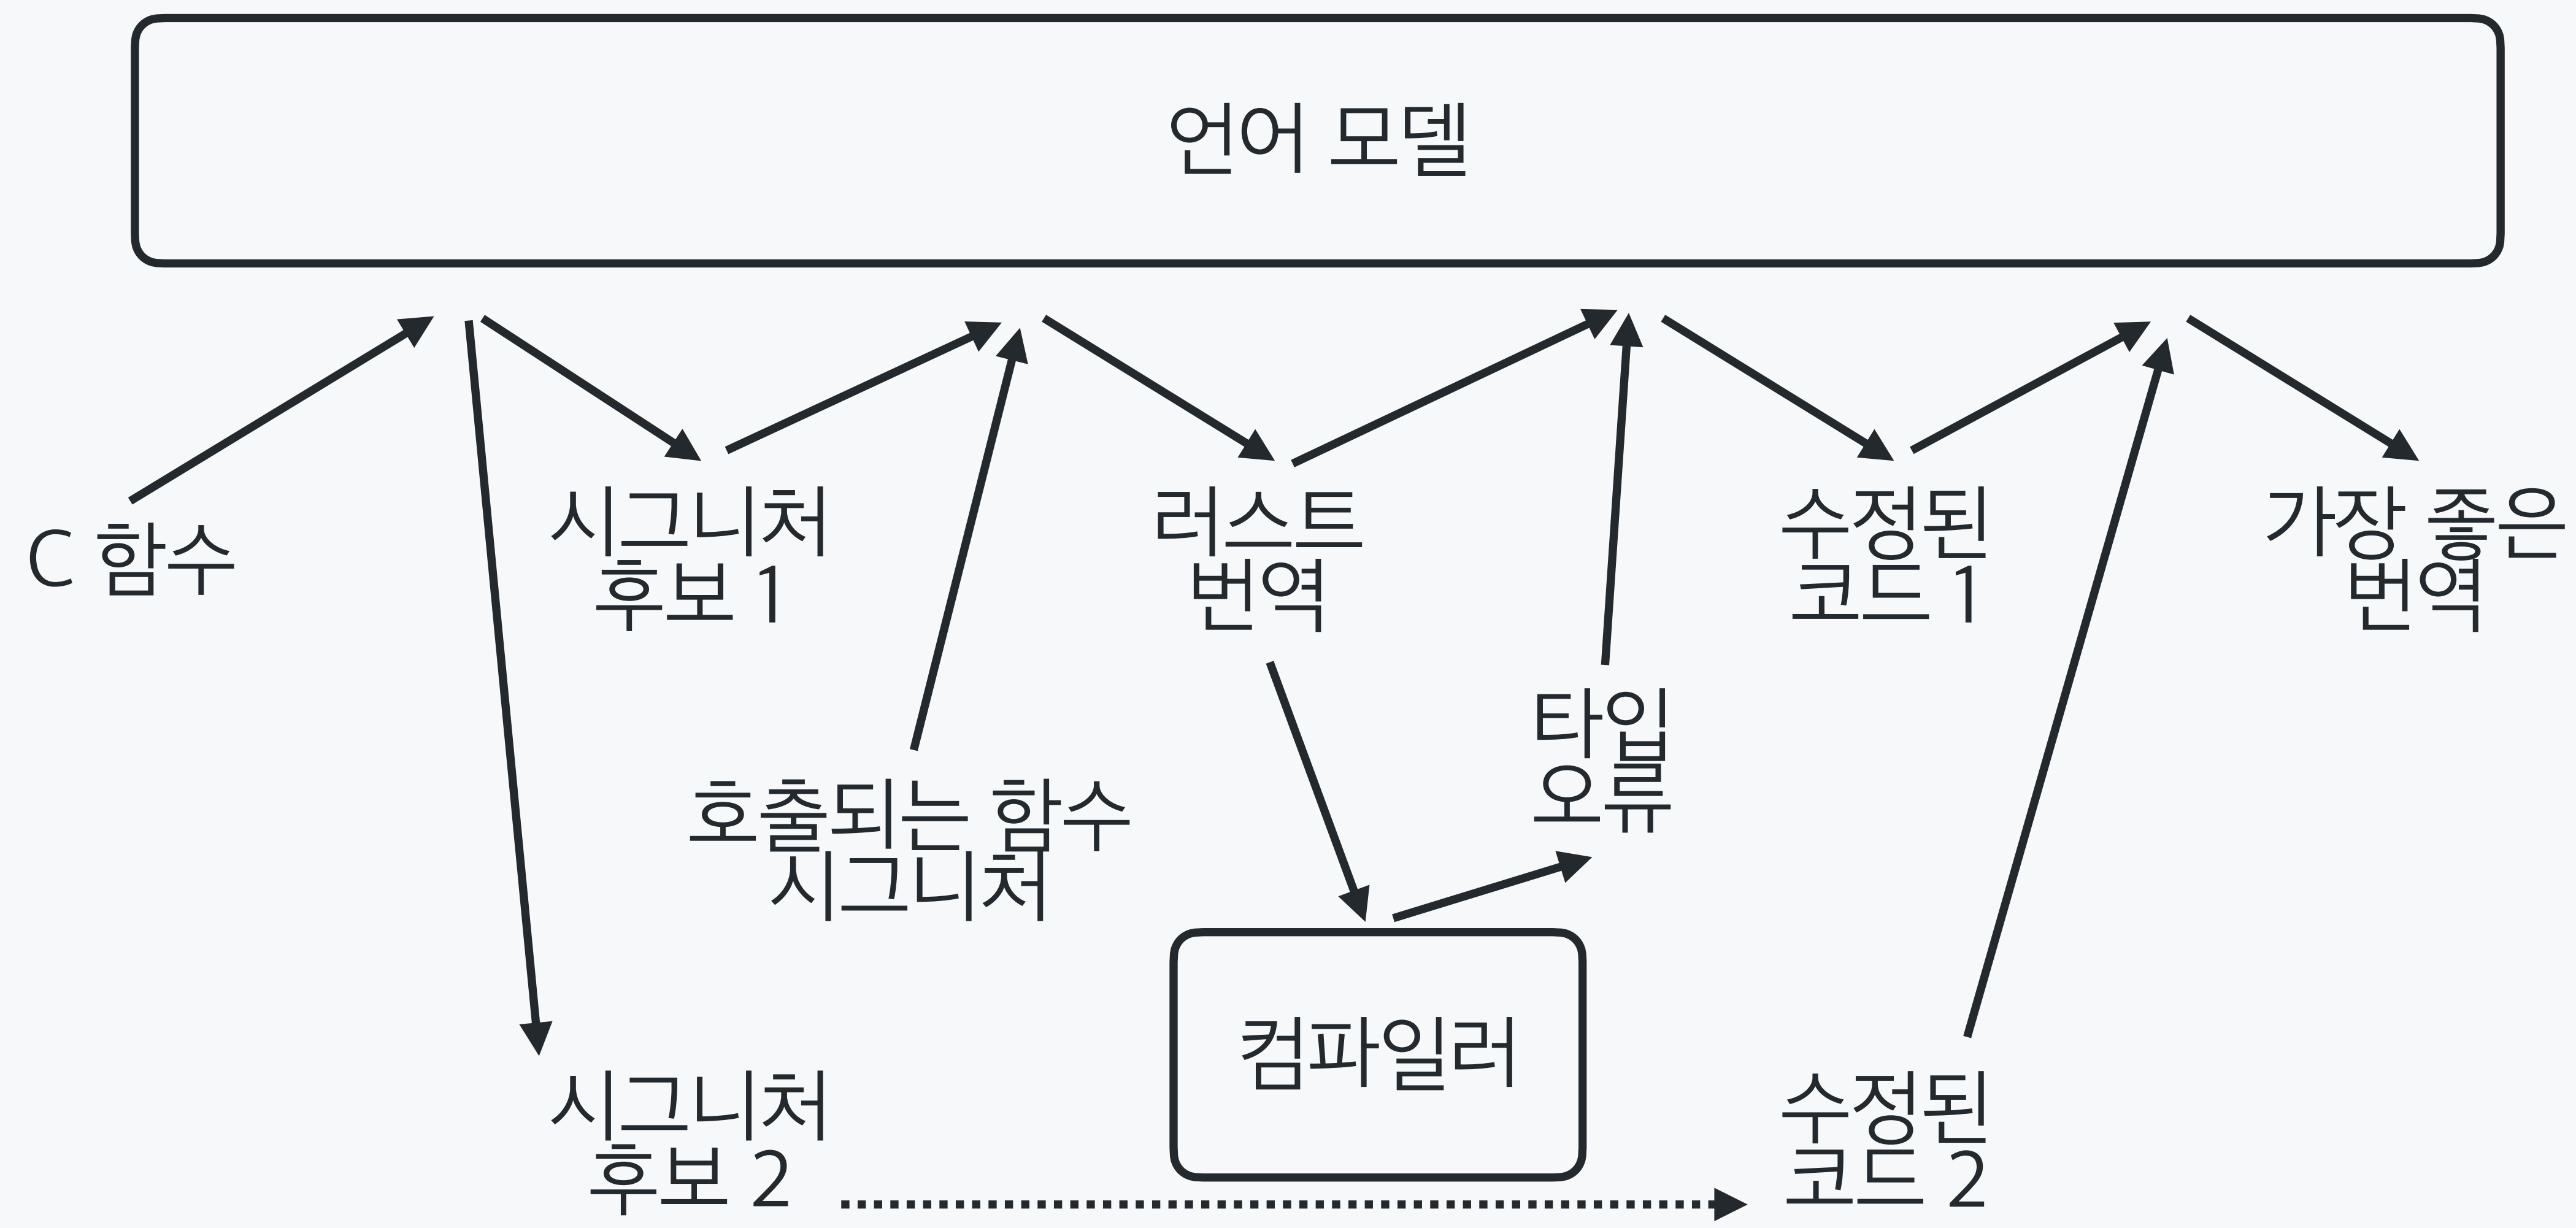 언어 모델
C 함수
시그니처
후보 1
러스트
번역
수정된
코드 1
가장 좋은
번역
타입
오류
호출되는 함수
시그니처
컴파일러
시그니처
후보 2
수정된
코드 2